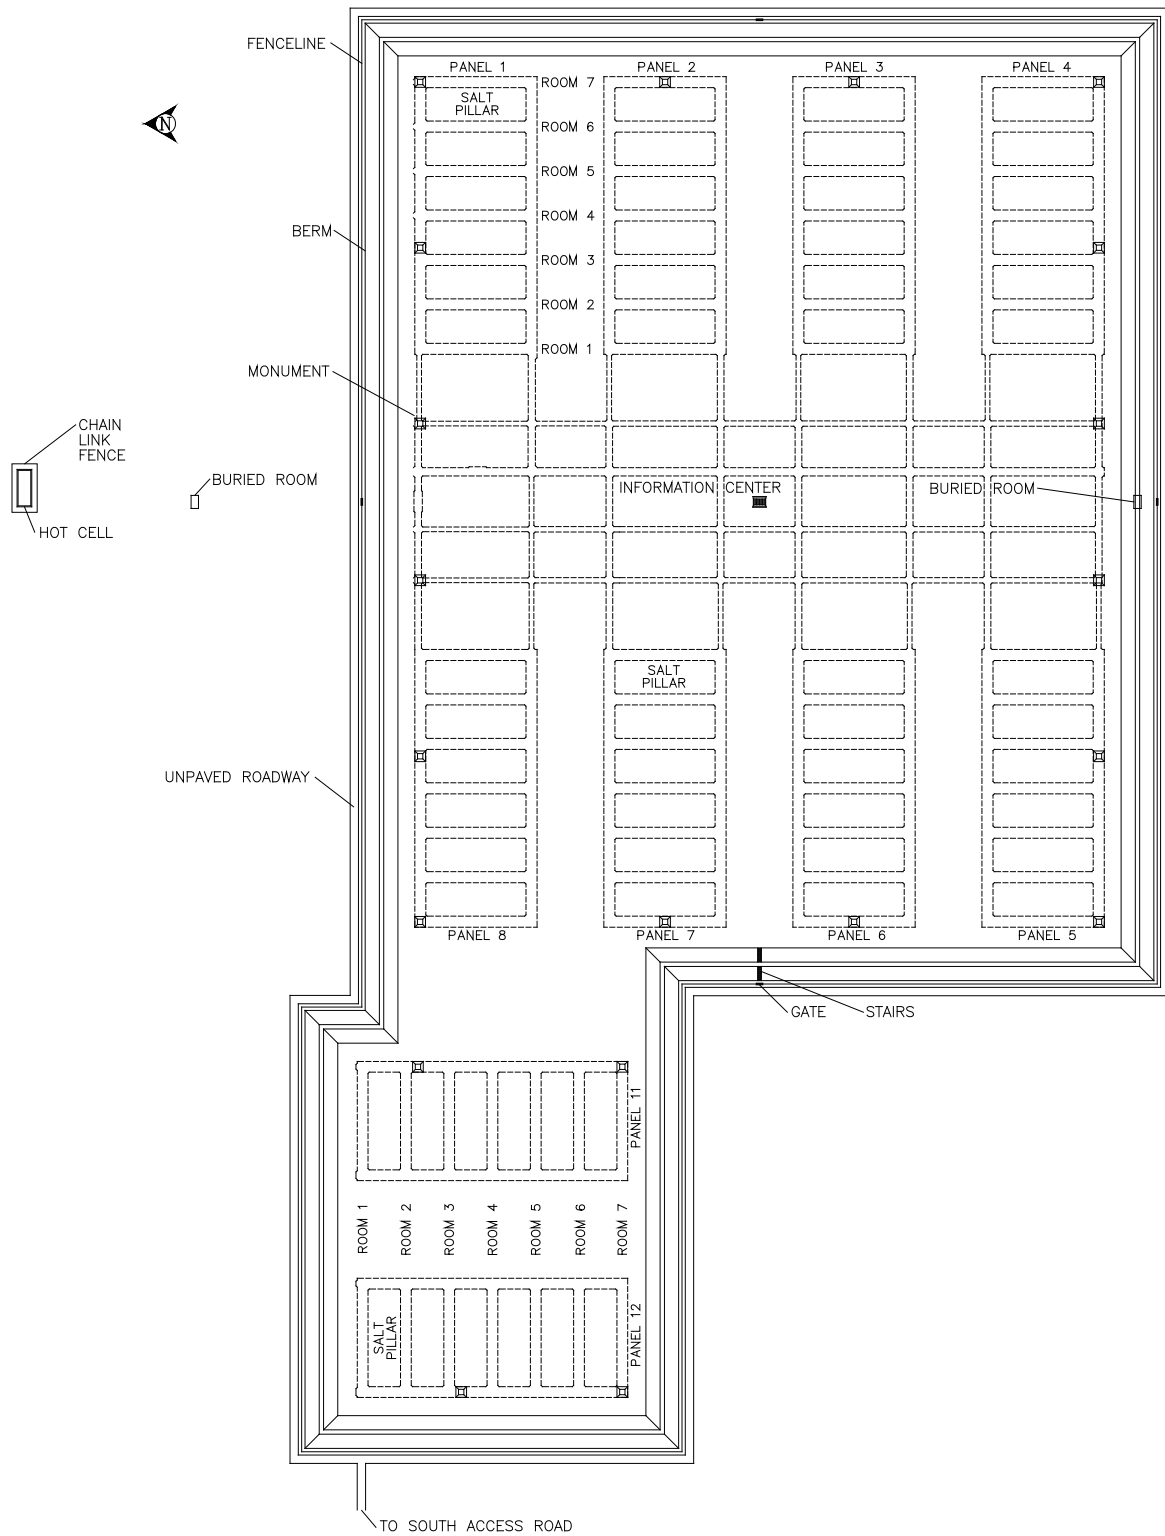 FENCELINE
PANEL 1
ROOM 7
PANEL 2
PANEL 3
PANEL 4
SALT
PILLAR
N
ROOM 6
ROOM 5
ROOM 4
BERM
ROOM 3
ROOM 2
ROOM 1
MONUMENT
CHAIN
LINK
FENCE
BURIED ROOM
INFORMATION CENTER
BURIED ROOM
HOT CELL
SALT
PILLAR
UNPAVED ROADWAY
PANEL 8
PANEL 7
PANEL 6
PANEL 5
GATE
STAIRS
PANEL 11
ROOM 1
ROOM 2
ROOM 3
ROOM 4
ROOM 5
ROOM 6
ROOM 7
SALT
PILLAR
PANEL 12
TO SOUTH ACCESS ROAD